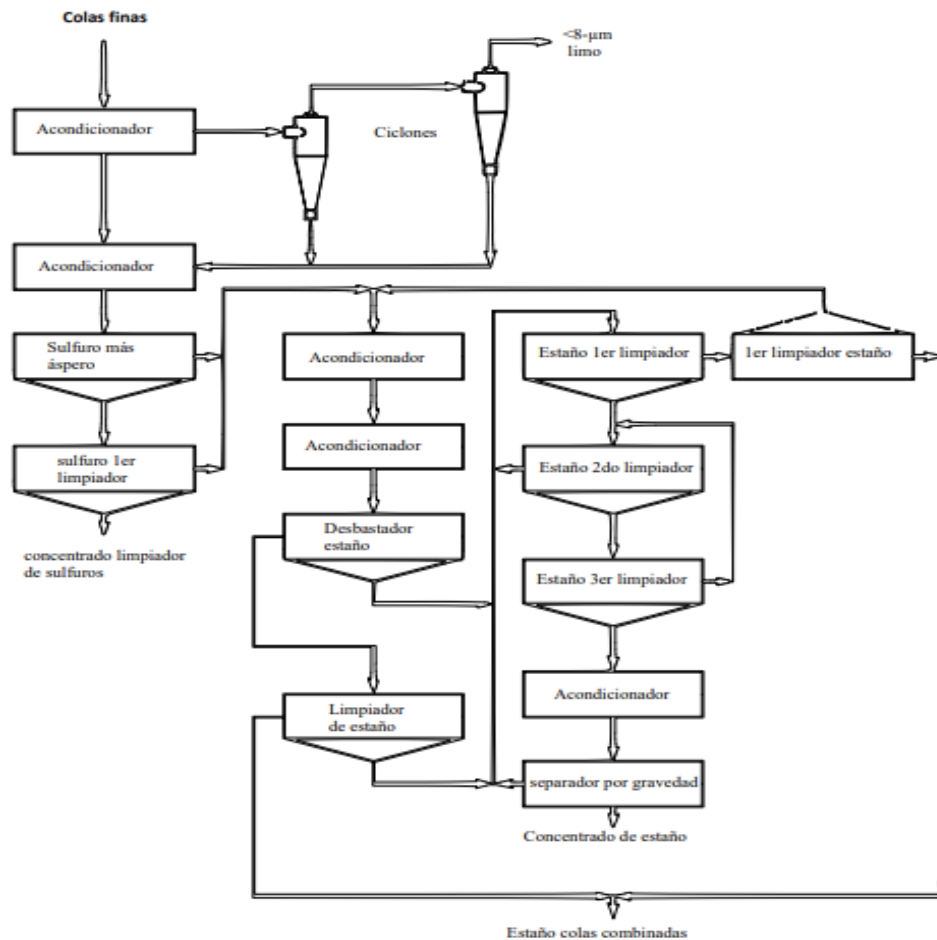 Colas finas
<8-μm
limo
Acondicionador
Ciclones
Acondicionador
Sulfuro más
áspero
Acondicionador
Estaño 1er limpiador
1er limpiador estaño
Acondicionador
sulfuro 1er
limpiador
Estaño 2do limpiador
Desbastador
estaño
concentrado limpiador
de sulfuros
Estaño 3er limpiador
Limpiador
de estaño
Acondicionador
separador por gravedad
Concentrado de estaño
Estaño colas combinadas